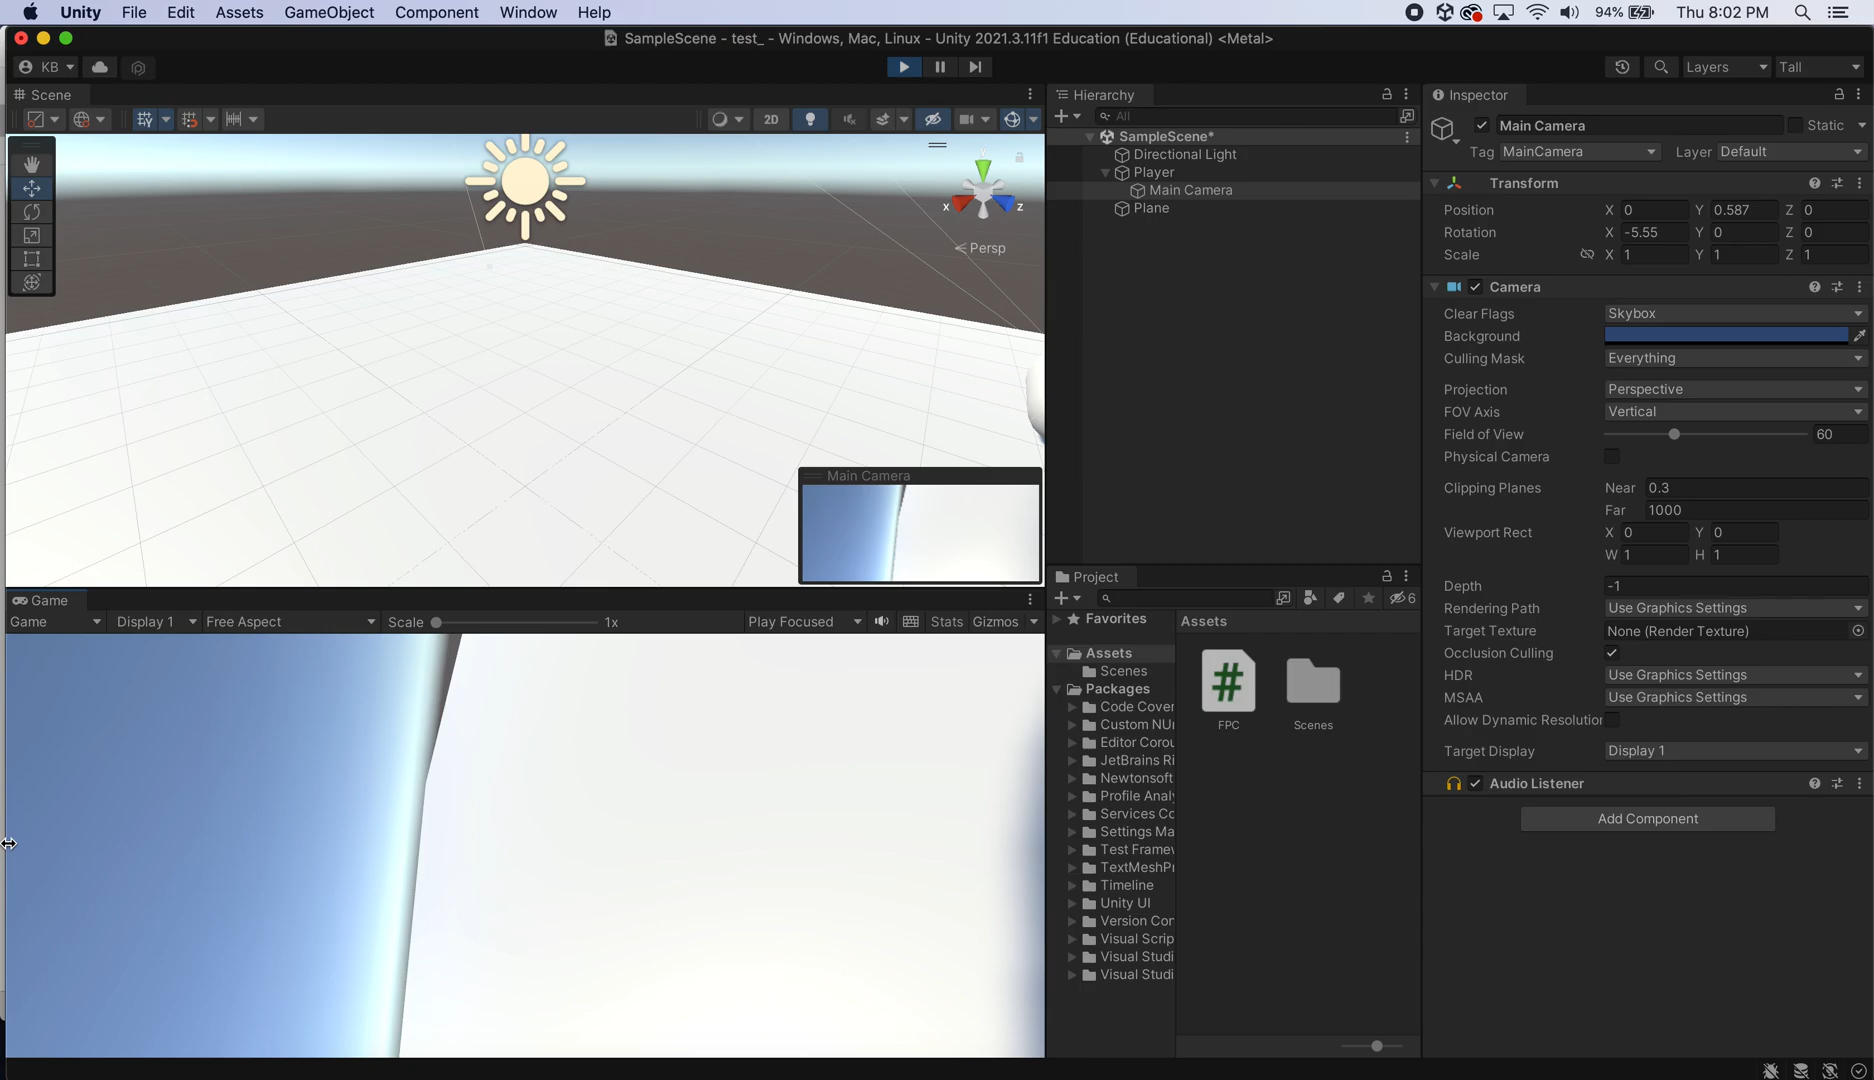 Unity File Edit Assets GameObject Component Window Help 94% Thu 8:02 PM
SampleScene - test_ - Windows, Mac, Linux - Unity 2021.3.11f1 Education (Educational) <Metal>
KB Layers Tall
Scene
2D
Persp
Main Camera
Game
Game Display 1 Free Aspect Scale 1x Play Focused Stats Gizmos
Hierarchy
All
SampleScene*
Directional Light
Player
Main Camera
Plane
Project
6
Favorites
Assets
Scenes
Packages
Code Cover
Custom NUn
Editor Corou
JetBrains Ri
Newtonsoft
Profile Analy
Services Co
Settings Ma
Test Framew
TextMeshPr
Timeline
Unity UI
Version Con
Visual Scrip
Visual Studi
Visual Studi
Assets
#
FPC Scenes
Inspector
Main Camera Static
Tag MainCamera Layer Default
Transform
Position X 0 Y 0.587 Z 0
Rotation X -5.55 Y 0 Z 0
Scale X 1 Y 1 Z 1
Camera
Clear Flags Skybox
Background
Culling Mask Everything
Projection Perspective
FOV Axis Vertical
Field of View 60
Physical Camera
Clipping Planes Near 0.3
Far 1000
Viewport Rect X 0 Y 0
W 1 H 1
Depth -1
Rendering Path Use Graphics Settings
Target Texture None (Render Texture)
Occlusion Culling
HDR Use Graphics Settings
MSAA Use Graphics Settings
Allow Dynamic Resolution
Target Display Display 1
Audio Listener
Add Component